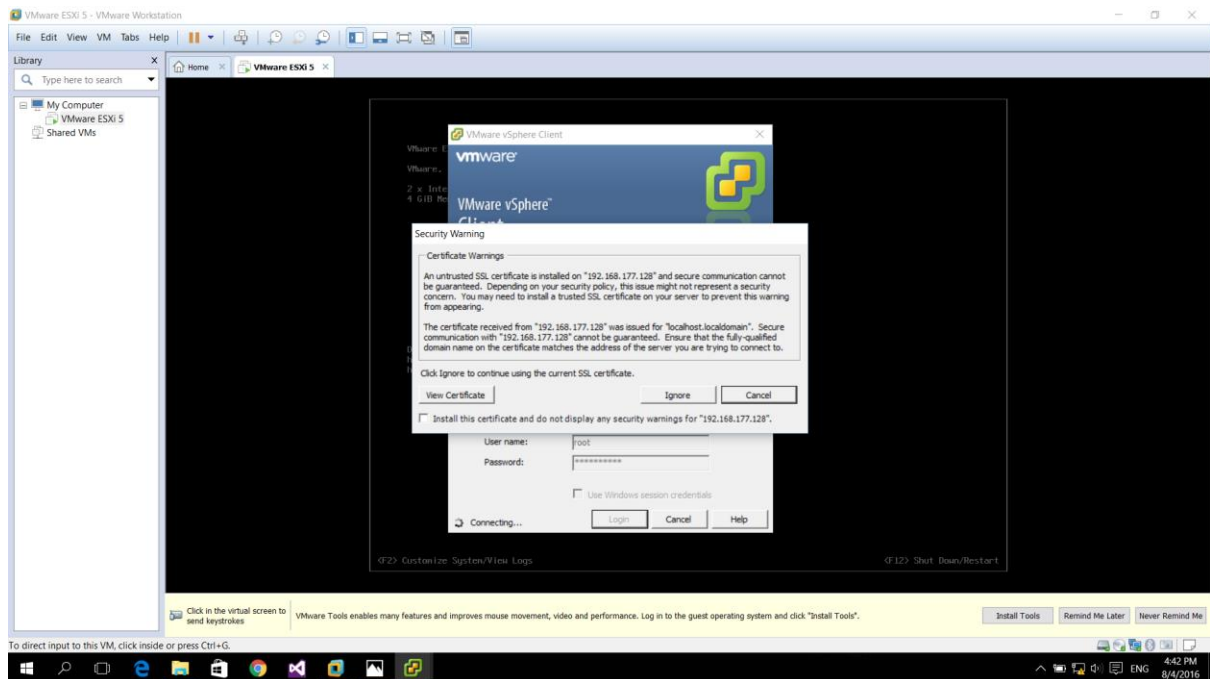 VMware ESXi 5 - VMware Workstation
File Edit View VM Tabs Help
Library X
Home × VMware ESXi 5 ×
Type here to search
My Computer
VMware ESXi 5
Shared VMs
VMware E
VMware,
2 x Inte
4 GiB Me
VMware vSphere Client
vmware
VMware vSphere™
Client
Security Warning
Certificate Warnings
An untrusted SSL certificate is installed on "192.168.177.128" and secure communication cannot
be guaranteed. Depending on your security policy, this issue might not represent a security
concern. You may need to install a trusted SSL certificate on your server to prevent this warning
from appearing.
The certificate received from "192.168.177.128" was issued for "localhost.localdomain". Secure
communication with "192.168.177.128" cannot be guaranteed. Ensure that the fully-qualified
domain name on the certificate matches the address of the server you are trying to connect to.
Click Ignore to continue using the current SSL certificate.
View Certificate Ignore Cancel
Install this certificate and do not display any security warnings for "192.168.177.128".
User name: root
Password: **********
Use Windows session credentials
Connecting... Login Cancel Help
<F2> Customize System/View Logs <F12> Shut Down/Restart
Click in the virtual screen to
send keystrokes
VMware Tools enables many features and improves mouse movement, video and performance. Log in to the guest operating system and click "Install Tools".
Install Tools Remind Me Later Never Remind Me
To direct input to this VM, click inside or press Ctrl+G.
ENG 4:42 PM
8/4/2016